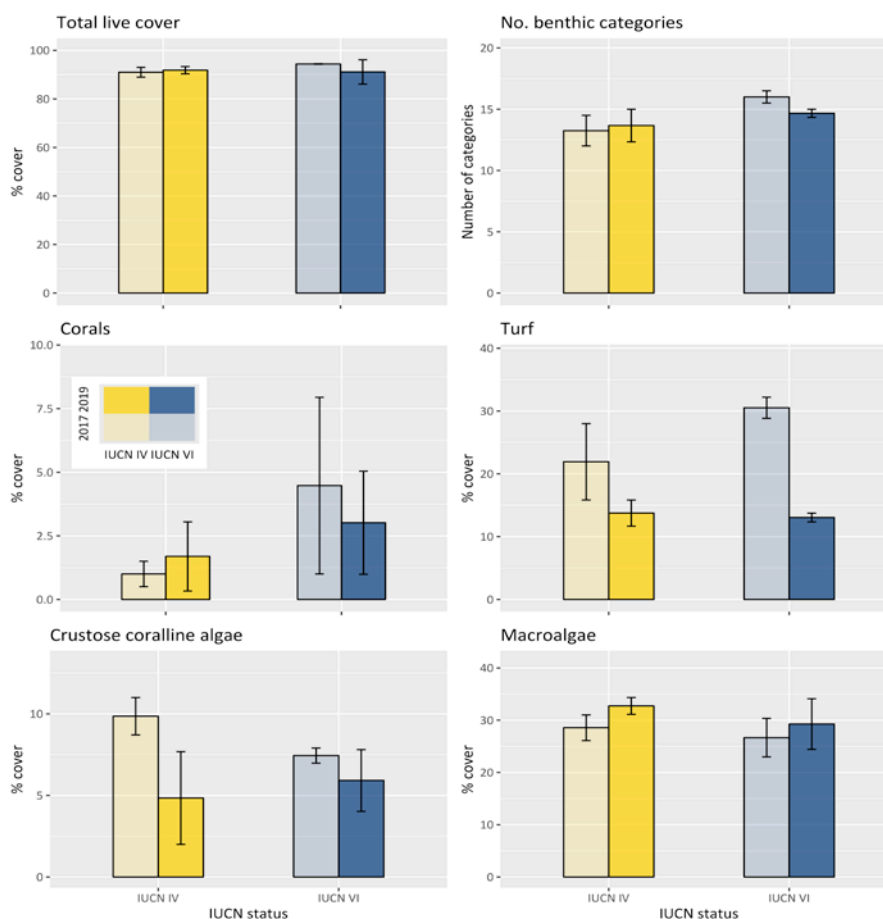 Total live cover
100
80
60
40
20
0
% cover
No. benthic categories
20
15
10
5
0
Number of categories
Corals
10.0
7.5
5.0
2.5
0.0
% cover
2017 2019
IUCN IV IUCN VI
Turf
40
30
20
10
0
% cover
Crustose coralline algae
10
5
0
% cover
IUCN IV IUCN VI
IUCN status
Macroalgae
40
30
20
10
0
% cover
IUCN IV IUCN VI
IUCN status